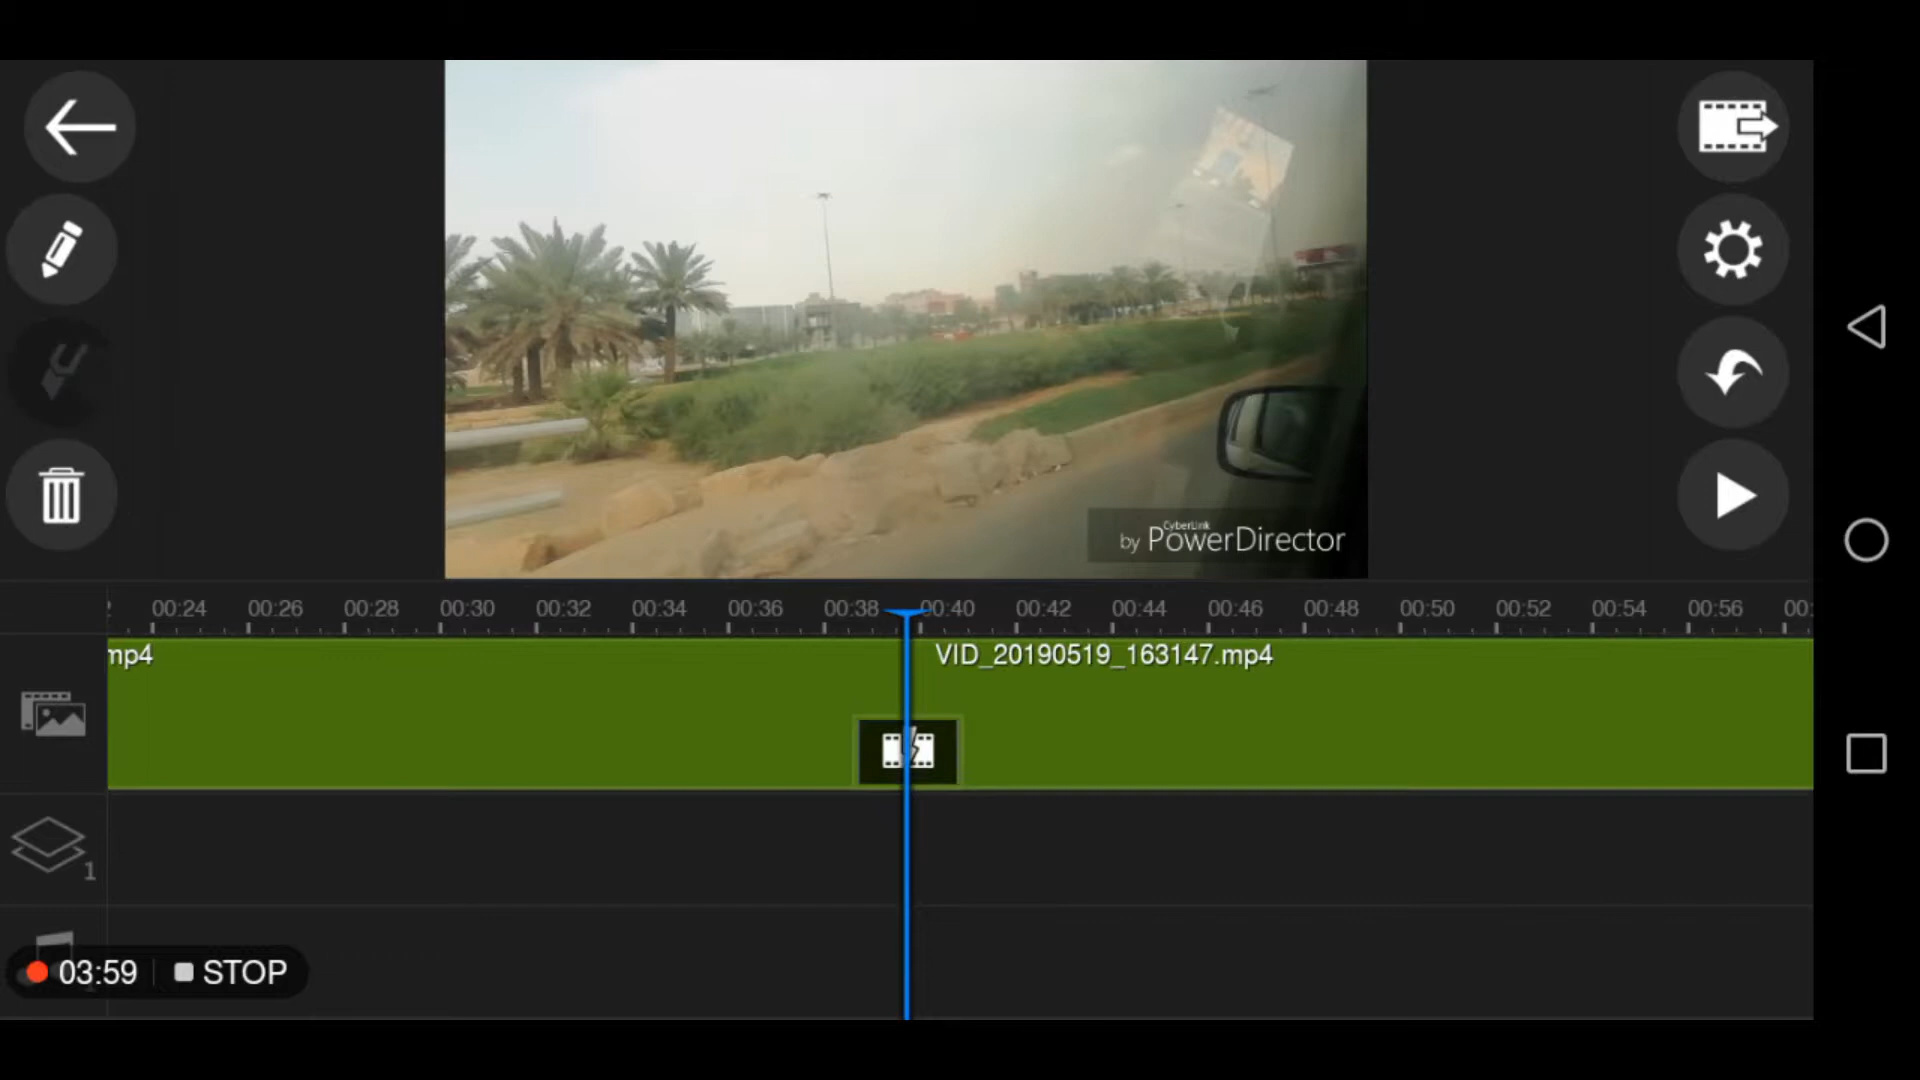 CyberLink
by PowerDirector
00:24 00:26 00:28 00:30 00:32 00:34 00:36 00:38 00:40 00:42 00:44 00:46 00:48 00:50 00:52 00:54 00:56 00:
mp4 VID_20190519_163147.mp4
1
03:59 STOP